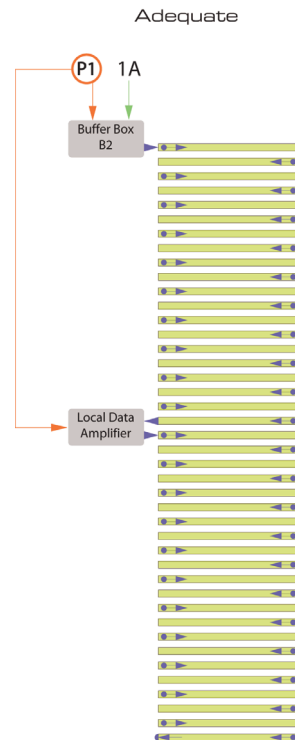 Adequate
P1 1A
Buffer Box
B2
Local Data
Amplifier